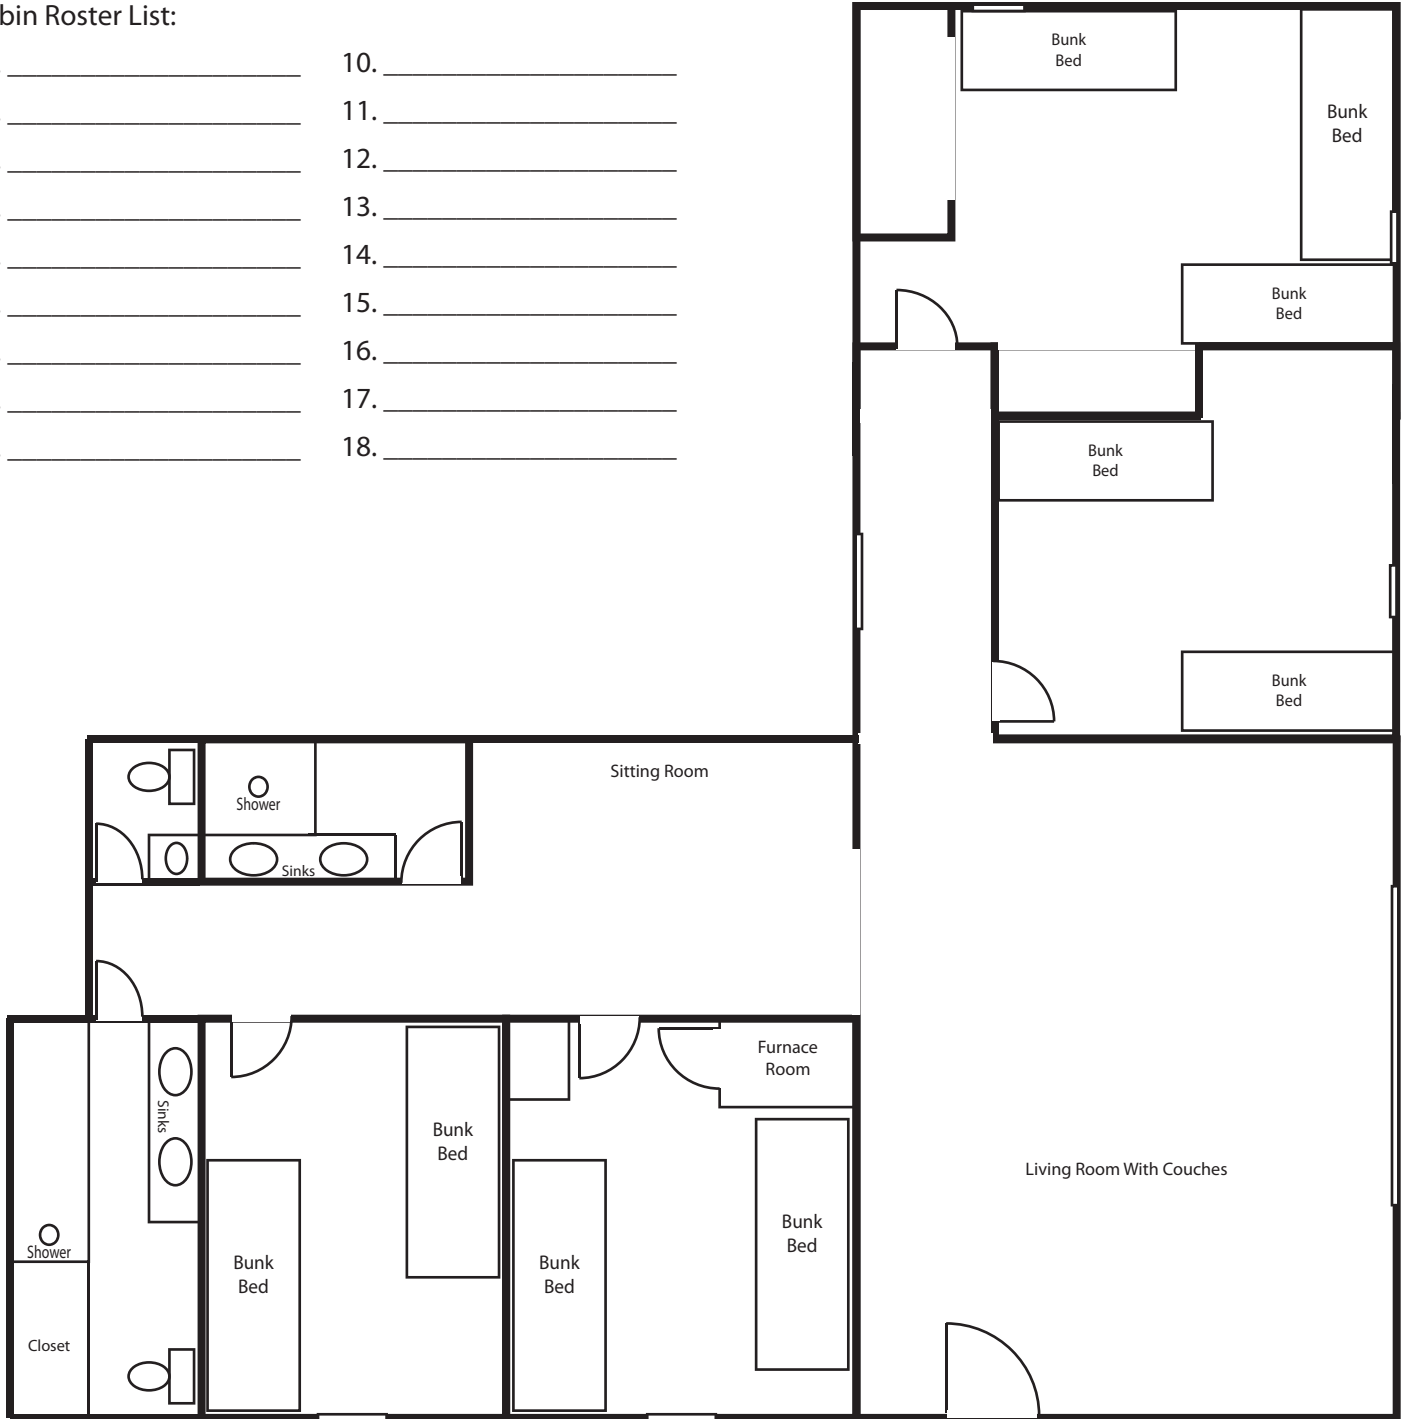 bin Roster List:
10.
11.
12.
13.
14.
15.
16.
17.
18.
Bunk
Bed
Bunk
Bed
Bunk
Bed
Bunk
Bed
Bunk
Bed
Sitting Room
Shower
Sinks
Furnace
Room
Sinks
Bunk
Bed
Bunk
Bed
Living Room With Couches
Shower
Bunk
Bed
Bunk
Bed
Closet